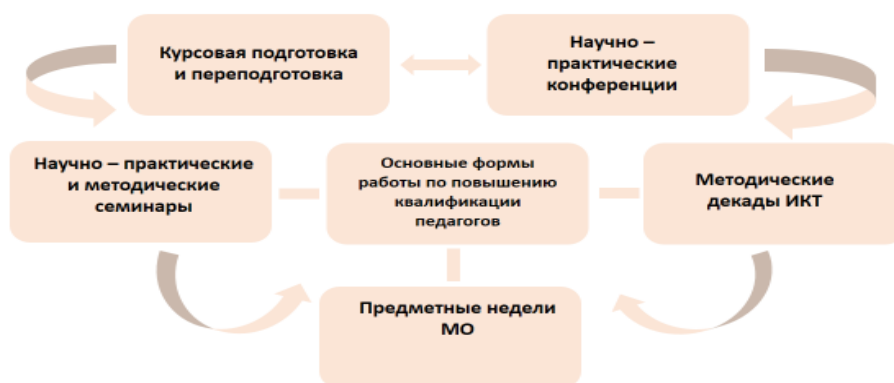 Курсовая подготовка
и переподготовка
Научно –
практические
конференции
Научно – практические
и методические
семинары
Основные формы
работы по повышению
квалификации
педагогов
Методические
декады ИКТ
Предметные недели
МО